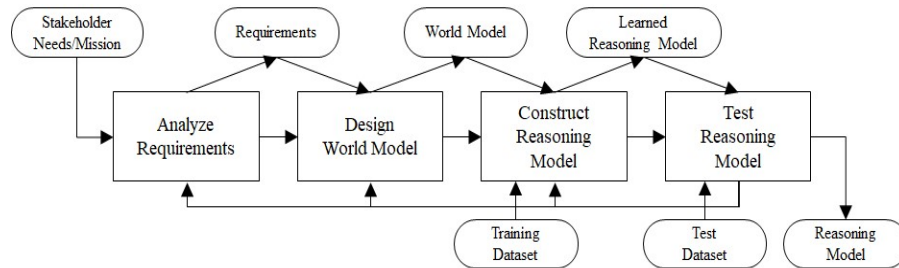 Stakeholder
Needs/Mission
Requirements
World Model
Learned
Reasoning Model
Analyze
Requirements
Design
World Model
Construct
Reasoning
Model
Test
Reasoning
Model
Training
Dataset
Test
Dataset
Reasoning
Model